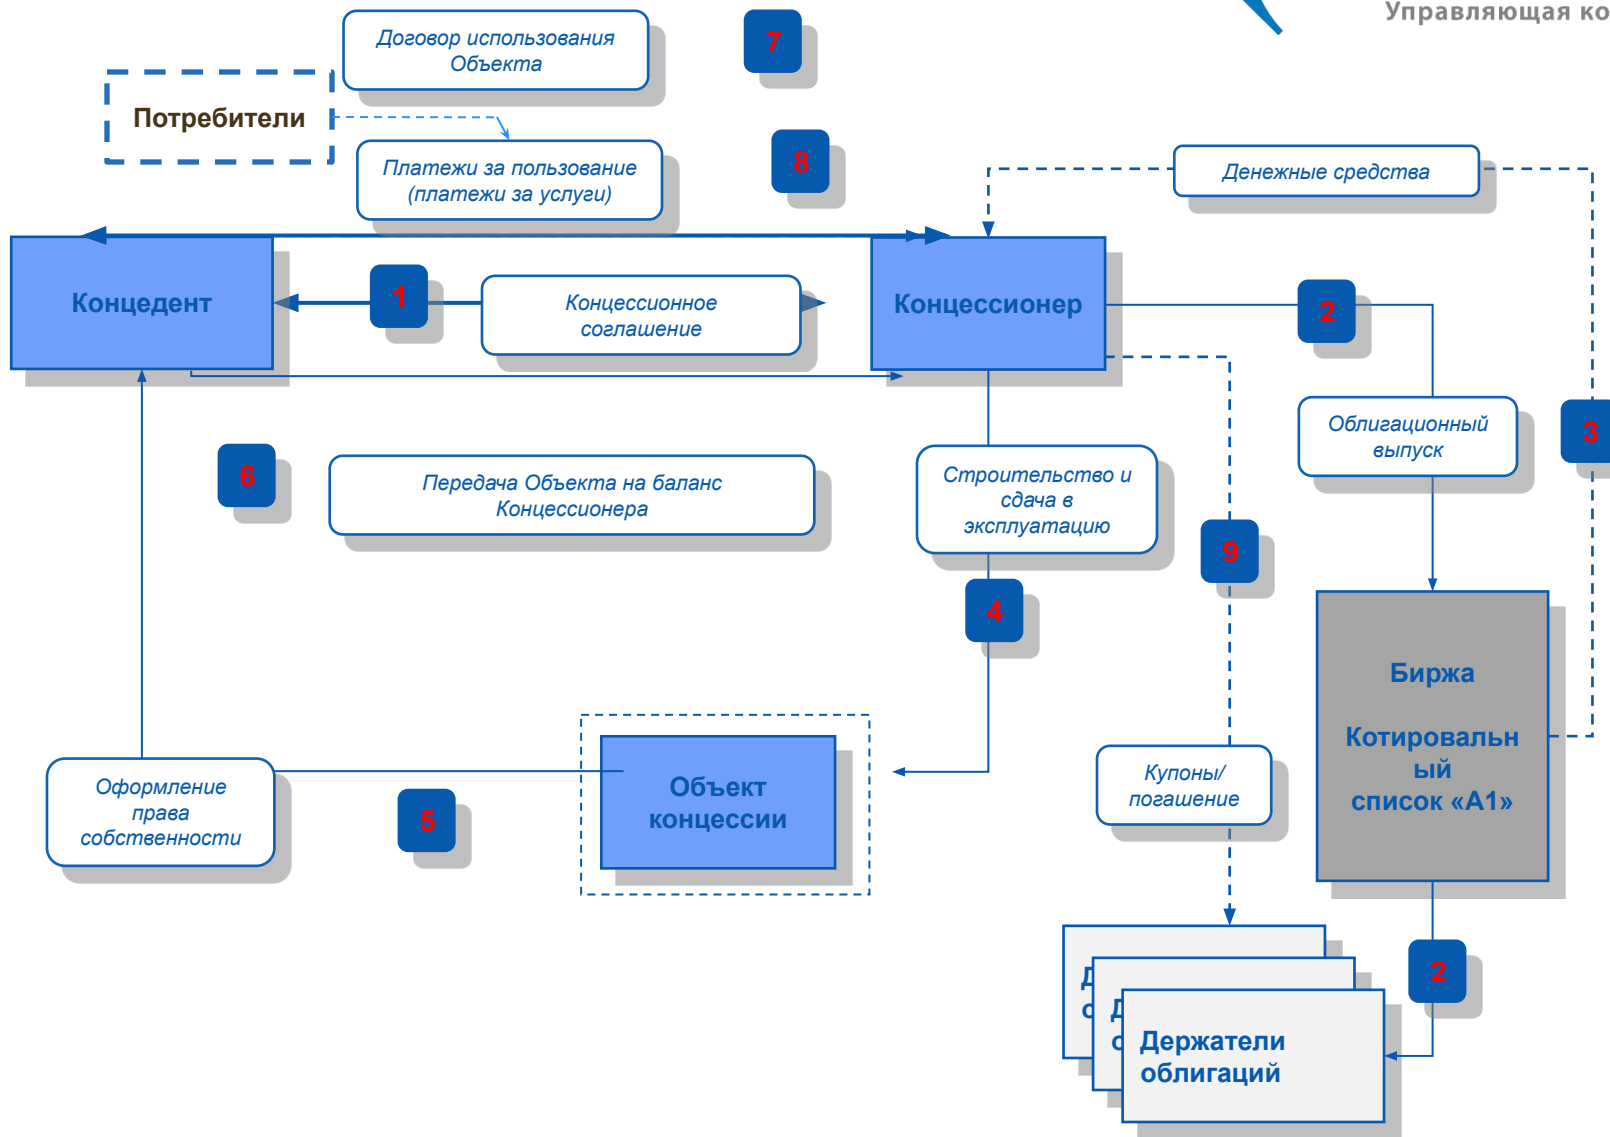 Управляющая ко
Договор использования
Объекта
7
Потребители
Платежи за пользование
(платежи за услуги)
8
Денежные средства
Концедент
1
Концессионное
соглашение
Концессионер
2
Облигационный
выпуск
3
6
Передача Объекта на баланс
Концессионера
Строительство и
сдача в
эксплуатацию
9
4
Биржа
Котировальн
ый
список «А1»
Оформление
права
собственности
5
Объект
концессии
Купоны/
погашение
2
Д
о
Д
о
Держатели
облигаций